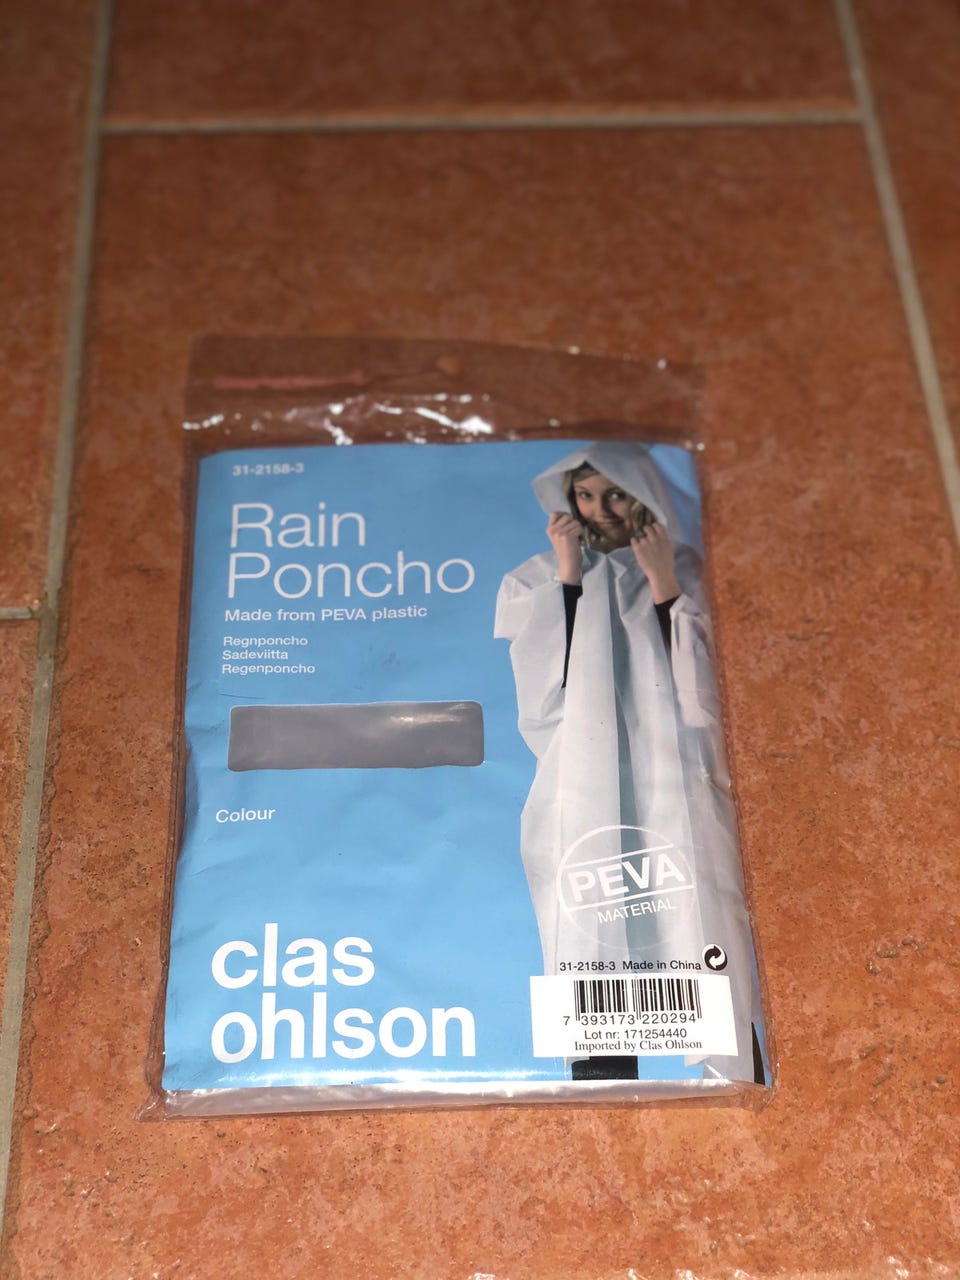 31-2158-3
Rain
Poncho
Made from PEVA plastic
Regnponcho
Sadeviitta
Regenponcho
Colour
clas
ohlson
PEVA
MATERIAL
31-2158-3 Made in China
7 393173 220294
Lot nr: 171254440
Imported by Clas Ohlson